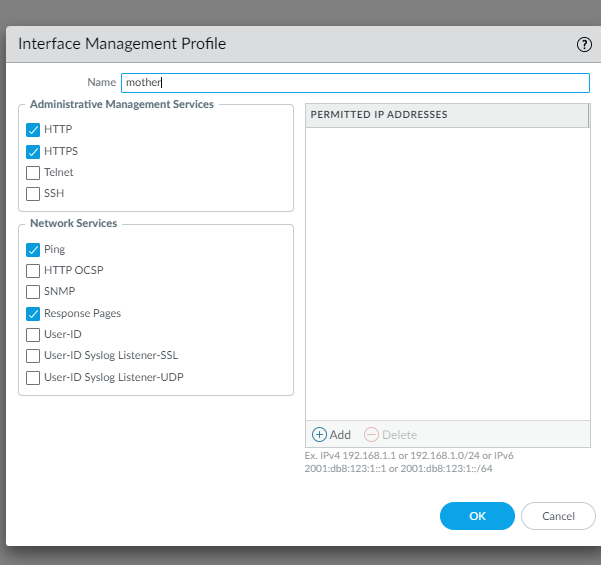 Interface Management Profile
?
Name mother
Administrative Management Services
HTTP
HTTPS
Telnet
SSH
Network Services
Ping
HTTP OCSP
SNMP
Response Pages
User-ID
User-ID Syslog Listener-SSL
User-ID Syslog Listener-UDP
PERMITTED IP ADDRESSES
Add Delete
Ex. IPv4 192.168.1.1 or 192.168.1.0/24 or IPv6
2001:db8:123:1::1 or 2001:db8:123:1::/64
OK Cancel